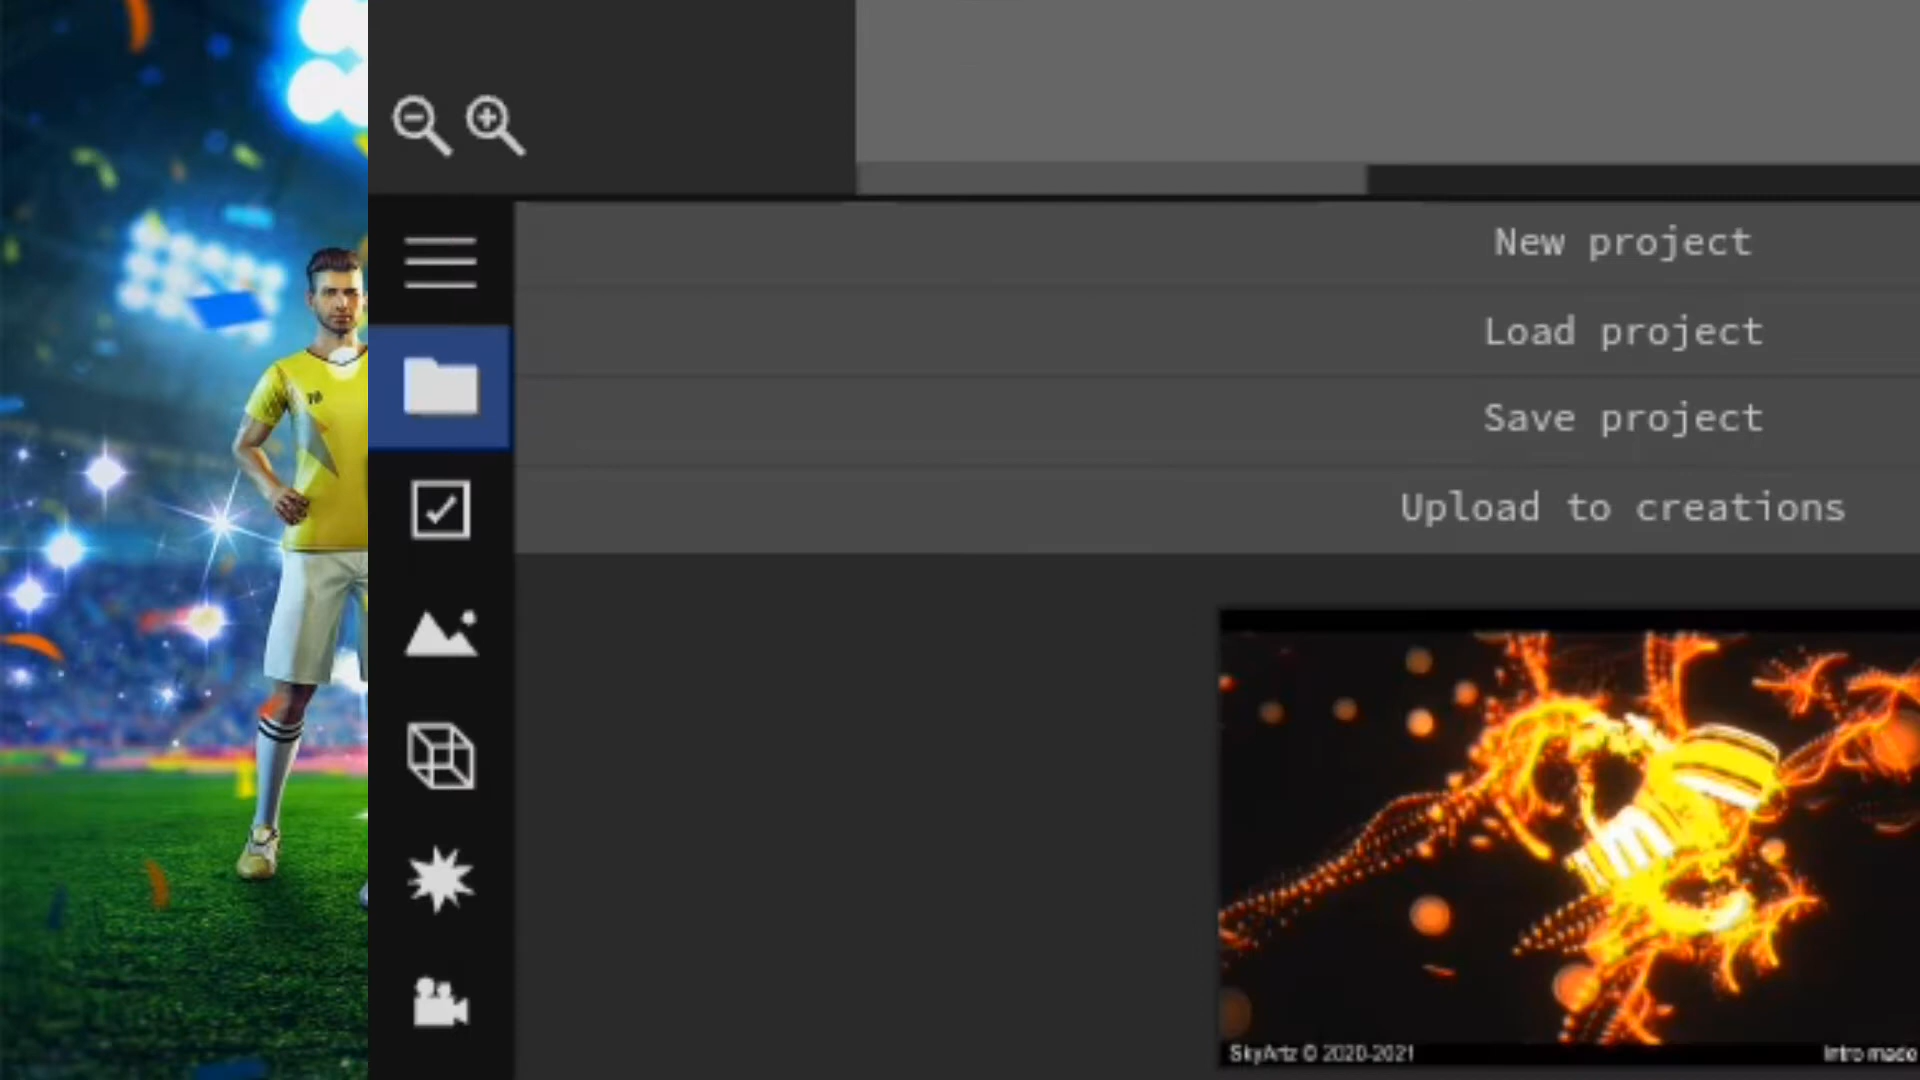 New project
Load project
Save project
Upload to creations
SkyArtz © 2020-2021
Intro made